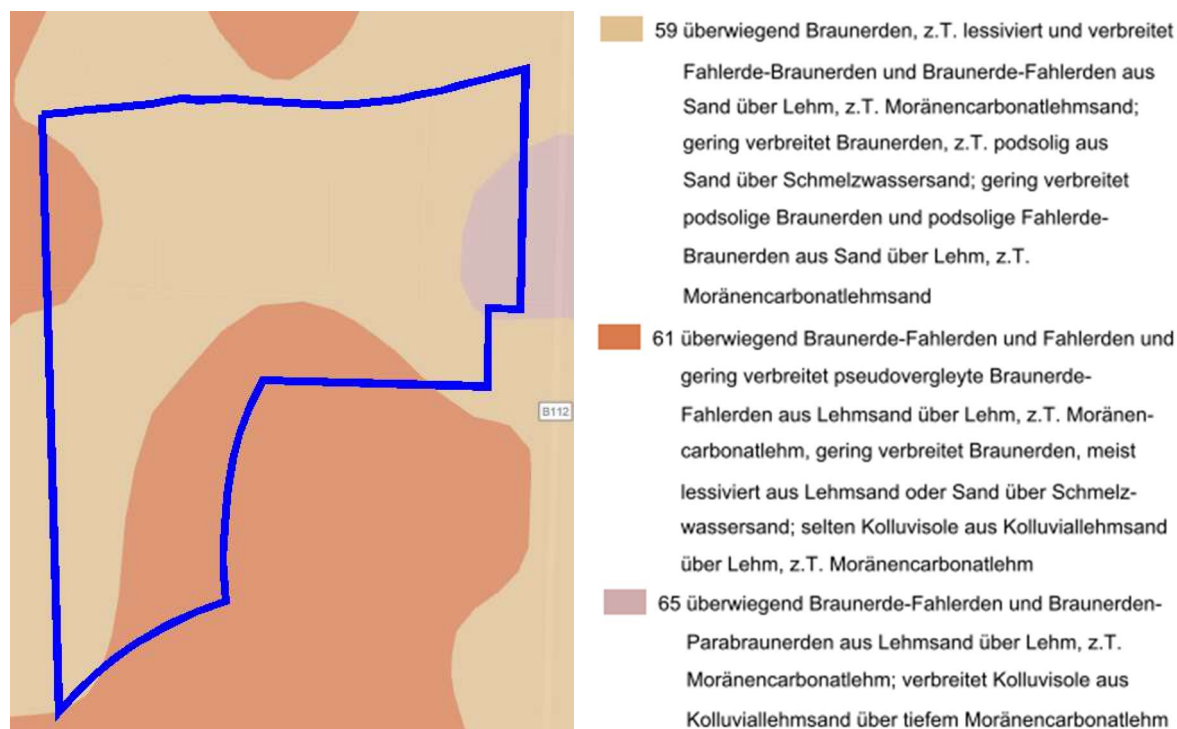 B112
59 überwiegend Braunerden, z.T. lessiviert und verbreitet
Fahlerde-Braunerden und Braunerde-Fahlerden aus
Sand über Lehm, z.T. Moränencarbonatlehmsand;
gering verbreitet Braunerden, z.T. podsolig aus
Sand über Schmelzwassersand; gering verbreitet
podsolige Braunerden und podsolige Fahlerde-
Braunerden aus Sand über Lehm, z.T.
Moränencarbonatlehmsand
61 überwiegend Braunerde-Fahlerden und Fahlerden und
gering verbreitet pseudovergleyte Braunerde-
Fahlerden aus Lehmsand über Lehm, z.T. Moränen-
carbonatlehm, gering verbreitet Braunerden, meist
lessiviert aus Lehmsand oder Sand über Schmelz-
wassersand; selten Kolluvisole aus Kolluviallehmsand
über Lehm, z.T. Moränencarbonatlehm
65 überwiegend Braunerde-Fahlerden und Braunerden-
Parabraunerden aus Lehmsand über Lehm, z.T.
Moränencarbonatlehm; verbreitet Kolluvisole aus
Kolluviallehmsand über tiefem Moränencarbonatlehm